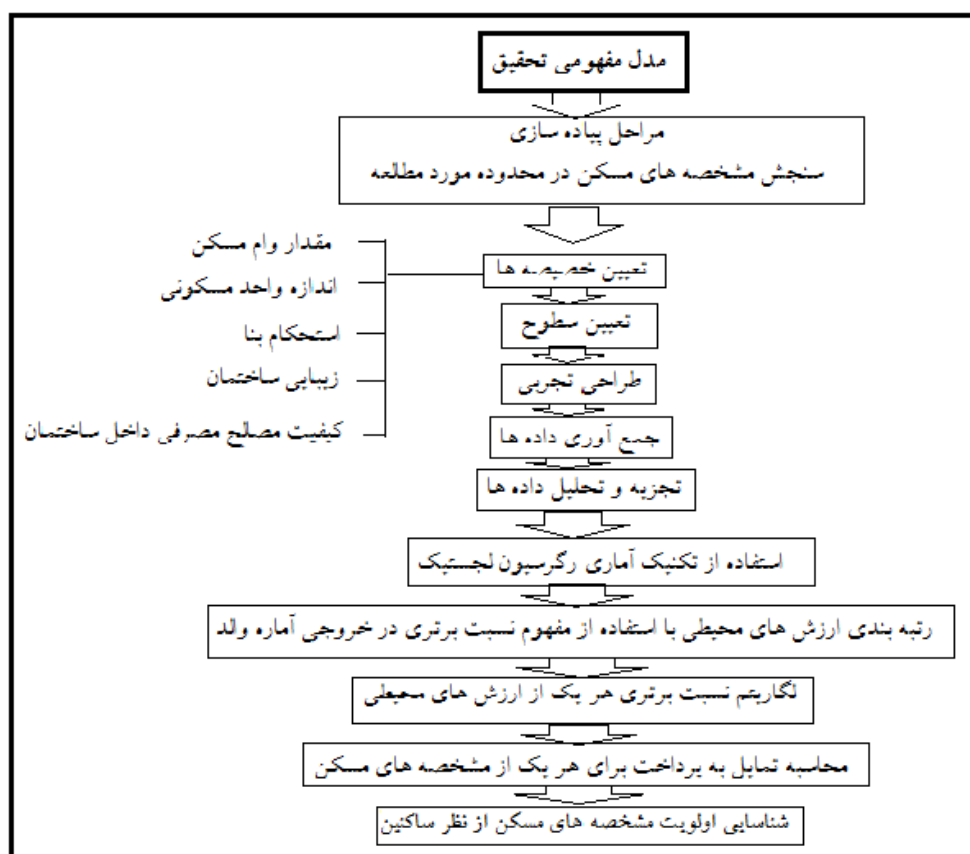 مدل مفهومی تحقیق
مراحل پیاده سازی
سنجش مشخصه های مسکن در محدوده مورد مطلعه
تعیین خصیصه ها
مقدار وام مسکن
اندازه واحد مسکونی
استحکام بنا
زیبایی ساختمان
کیفیت مصالح مصرفی داخل ساختمان
تعیین سطوح
طراحی تجربی
جمع آوری داده ها
تجزیه و تحلیل داده ها
استفاده از تکنیک آماری رگرسیون لجستیک
رتبه بندی ارزش های محیطی با استفاده از مفهوم نسبت برتری در خروجی آماره والد
لگاریتم نسبت برتری هر یک از ارزش های محیطی
محاسبه تمایل به پرداخت برای هر یک از مشخصه های مسکن
شناسایی اولویت مشخصه های مسکن از نظر ساکنین